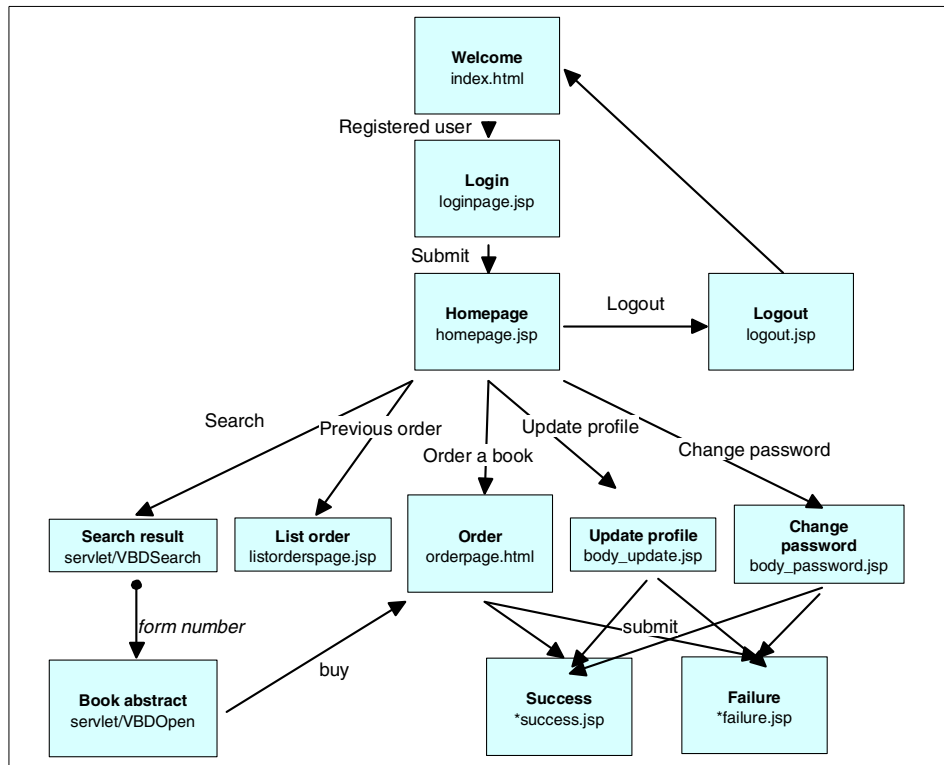 Welcome
index.html
Registered user
Login
loginpage.jsp
Submit
Homepage
homepage.jsp
Logout
Logout
logout.jsp
Search
Previous order
Order a book
Update profile
Change password
Search result
servlet/VBDSearch
List order
listorderspage.jsp
Order
orderpage.html
Update profile
body_update.jsp
Change
password
body_password.jsp
form number
buy
submit
Book abstract
servlet/VBDOpen
Success
*success.jsp
Failure
*failure.jsp